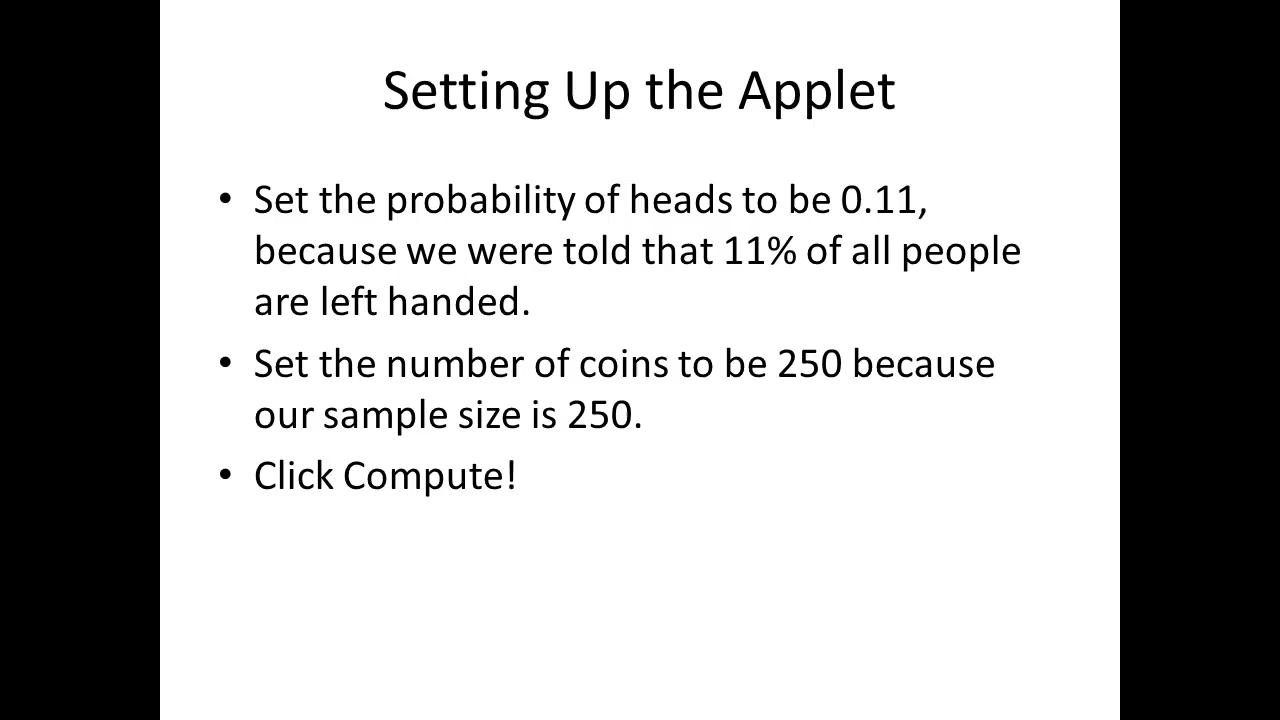 Setting Up the Applet
• Set the probability of heads to be 0.11,
because we were told that 11% of all people
are left handed.
• Set the number of coins to be 250 because
our sample size is 250.
• Click Compute!